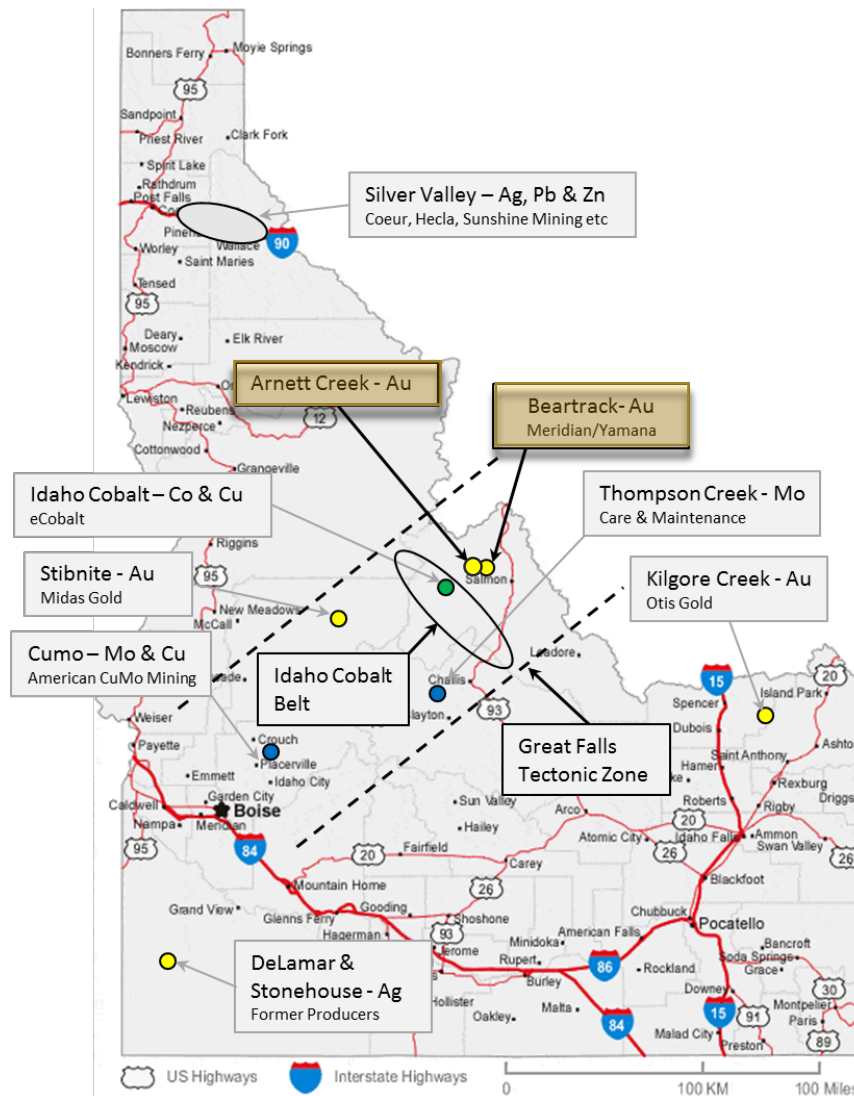 Moyie Springs
Bonners Ferry
95
Sandpoint
Priest River
Clark Fork
Spirit Lake
Rathdrum
Post Falls
Silver Valley – Ag, Pb & Zn
Coeur, Hecla, Sunshine Mining etc
Wallace
90
Worley
Saint Maries
Tensed
95
Deary
Elk River
Moscow
Kendrick
Arnett Creek - Au
Beartrack- Au
Meridian/Yamana
Lewiston
Reubens
12
Nezperce
Cottonwood
Grangeville
Idaho Cobalt – Co & Cu
eCobalt
Thompson Creek - Mo
Care & Maintenance
Riggins
Salmon
Stibnite - Au
Midas Gold
95
Kilgore Creek - Au
Otis Gold
New Meadows
McCall
Cumo – Mo & Cu
American CuMo Mining
Idaho Cobalt
Belt
Leadore
Challis
15
20
Island Park
Spencer
93
Weiser
Dubois
Great Falls
Tectonic Zone
Payette
Crouch
Placerville
Saint Anthony
Emmett
Idaho City
Hamer
Rexburg
Garden City
Caldwell
Boise
Sun Valley
Roberts
Rigby
Driggs
Nampa
Meridian
Hailey
Arco
20
Atomic City
Idaho Falls
Ammon
Swan Valley
95
84
20
Fairfield
26
26
Carey
Blackfoot
Mountain Home
26
Grand View
Glenns Ferry
Gooding
Shoshone
Chubbuck
Pocatello
Hagerman
93
Jerome
Minidoka
American Falls
Bancroft
Soda Springs
Grace
DeLamar &
Stonehouse - Ag
Former Producers
Rupert
86
Rockland
Burley
Downey
30
Hollister
Malta
Montpelier
Oakley
84
15
91
Paris
Malad City
Preston
89
US Highways
Interstate Highways
0
100 KM
100 Miles